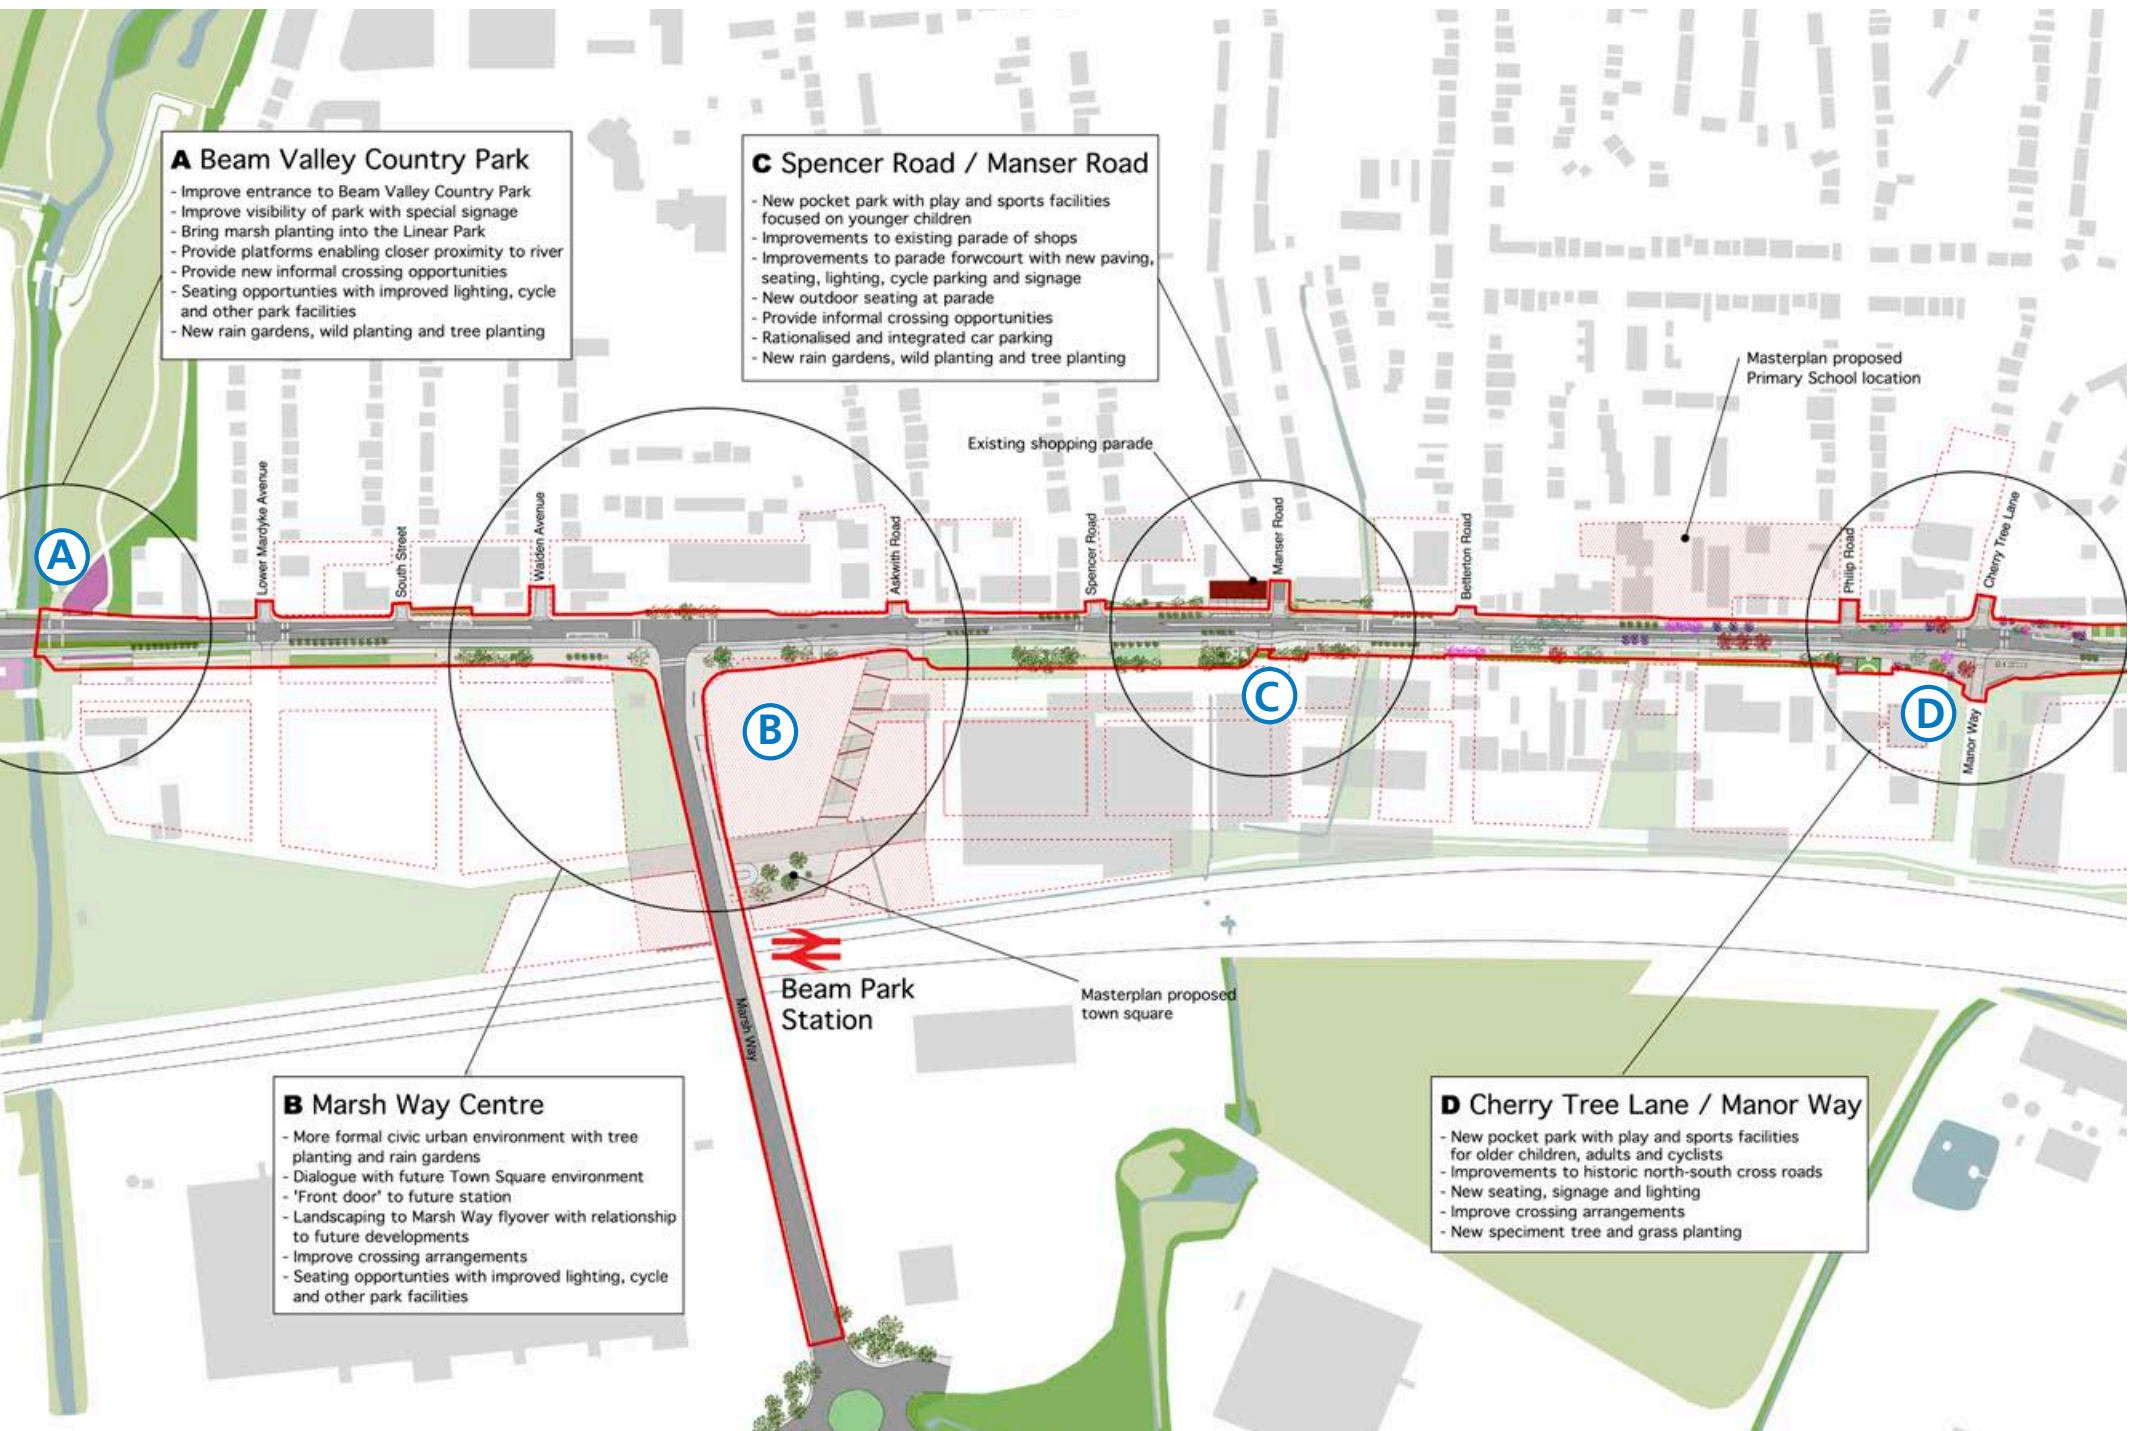 A Beam Valley Country Park
- Improve entrance to Beam Valley Country Park
- Improve visibility of park with special signage
- Bring marsh planting into the Linear Park
- Provide platforms enabling closer proximity to river
- Provide new informal crossing opportunities
- Seating opportunties with improved lighting, cycle
and other park facilities
- New rain gardens, wild planting and tree planting
C Spencer Road / Manser Road
- New pocket park with play and sports facilities
focused on younger children
- Improvements to existing parade of shops
- Improvements to parade forwcourt with new paving,
seating, lighting, cycle parking and signage
- New outdoor seating at parade
- Provide informal crossing opportunities
- Rationalised and integrated car parking
- New rain gardens, wild planting and tree planting
Masterplan proposed
Primary School location
Existing shopping parade
Lower Mardyke Avenue
South Street
Walden Avenue
Askwith Road
Spencer Road
Manser Road
Betterton Road
Philip Road
Cherry Tree Lane
A
B
C
D
Manor Way
Beam Park
Station
Marsh Way
Masterplan proposed
town square
B Marsh Way Centre
- More formal civic urban environment with tree
planting and rain gardens
- Dialogue with future Town Square environment
- 'Front door' to future station
- Landscaping to Marsh Way flyover with relationship
to future developments
- Improve crossing arrangements
- Seating opportunties with improved lighting, cycle
and other park facilities
D Cherry Tree Lane / Manor Way
- New pocket park with play and sports facilities
for older children, adults and cyclists
- Improvements to historic north-south cross roads
- New seating, signage and lighting
- Improve crossing arrangements
- New speciment tree and grass planting